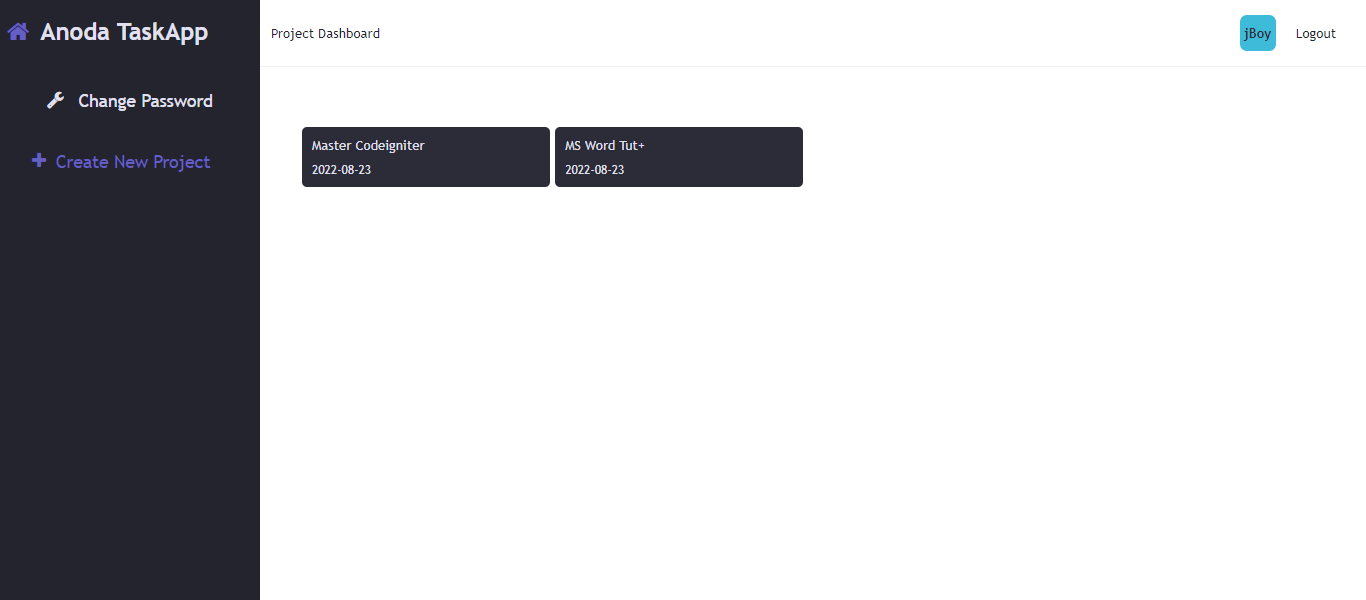 Anoda TaskApp
Change Password
Create New Project
Project Dashboard
jBoy
Logout
Master Codeigniter
2022-08-23
MS Word Tut+
2022-08-23